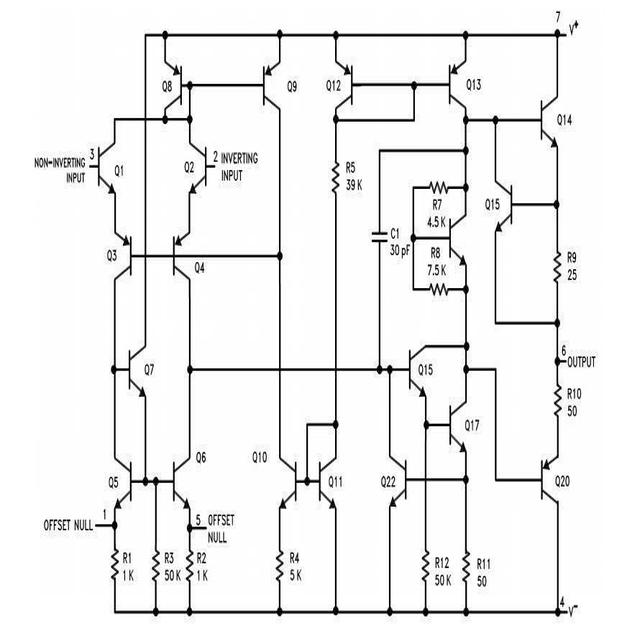 7
V+
Q8
Q9
Q12
Q13
Q14
NON-INVERTING
INPUT
3
Q1
Q2
2
INVERTING
INPUT
R5
39 K
R7
4.5 K
Q15
C1
30 pF
R8
7.5 K
Q3
Q4
R9
25
6
OUTPUT
Q7
Q15
R10
50
Q17
Q5
Q6
Q10
Q11
Q22
Q20
OFFSET NULL
1
5
OFFSET
NULL
R1
1 K
R3
50 K
R2
1 K
R4
5 K
R12
50 K
R11
50
1
4
V-